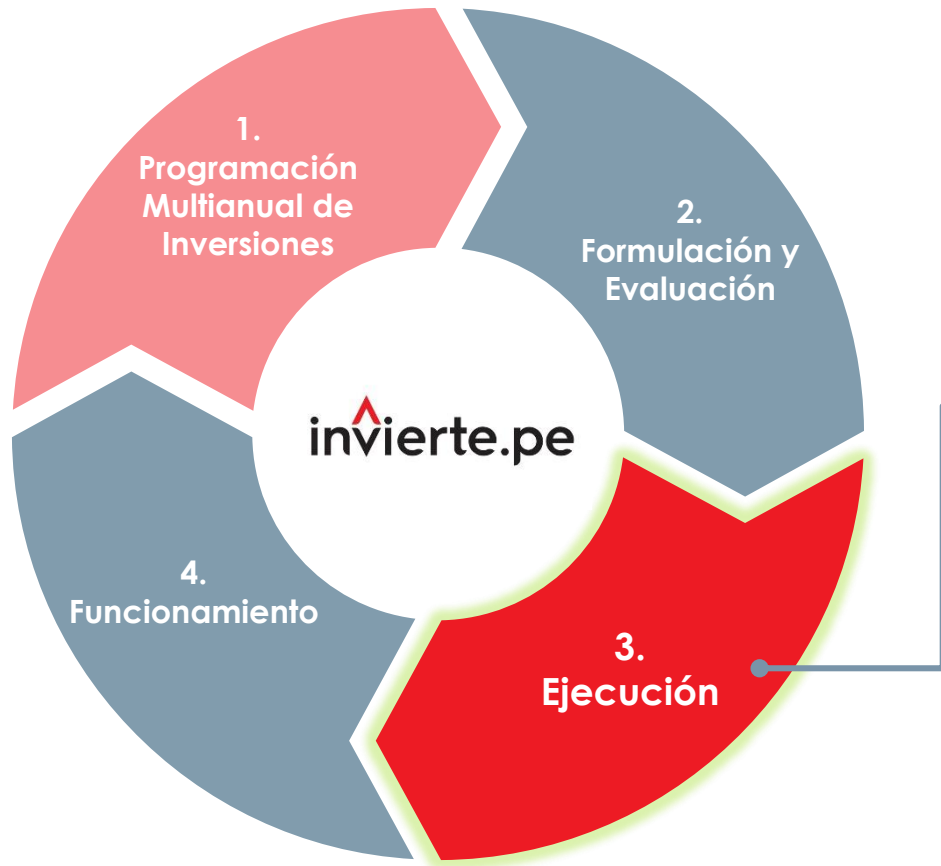 1.
Programación
Multianual de
Inversiones
2.
Formulación y
Evaluación
invierte.pe
3.
Ejecución
4.
Funcionamiento